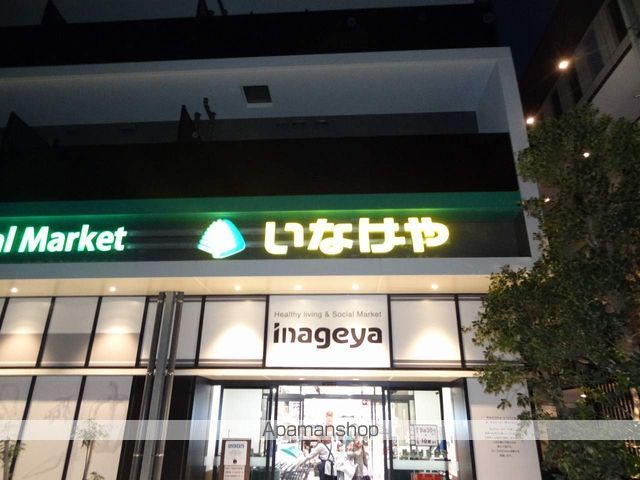 al Market
いなげや
Healthy living & Social Market
inageya
Apamanshop